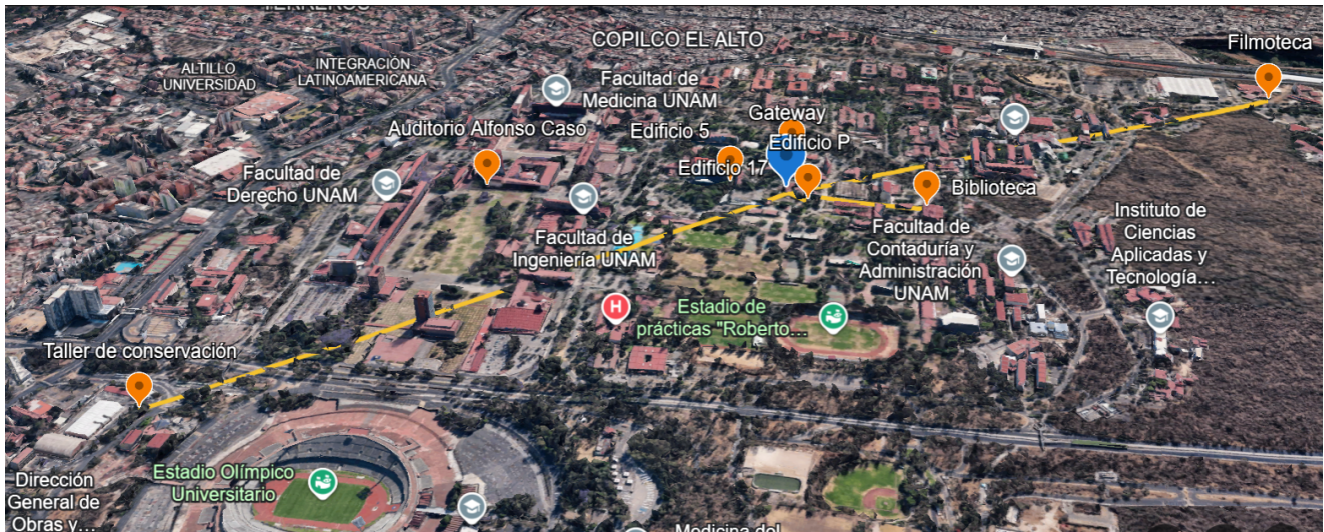 COPILCO EL ALTO
Filmoteca
ALTILLO
UNIVERSIDAD
INTEGRACIÓN
LATINOAMERICANA
Facultad de
Medicina UNAM
Auditorio Alfonso Caso
Edificio 5
Gateway
Edificio P
Edificio 17
Facultad de
Derecho UNAM
Biblioteca
Facultad de
Ingeniería UNAM
Facultad de
Contaduría y
Administración
UNAM
Instituto de
Ciencias
Aplicadas y
Tecnología...
H
Estadio de
prácticas "Roberto...
Taller de conservación
Estadio Olímpico
Universitario
Dirección
General de
Obras y...
Medicina del